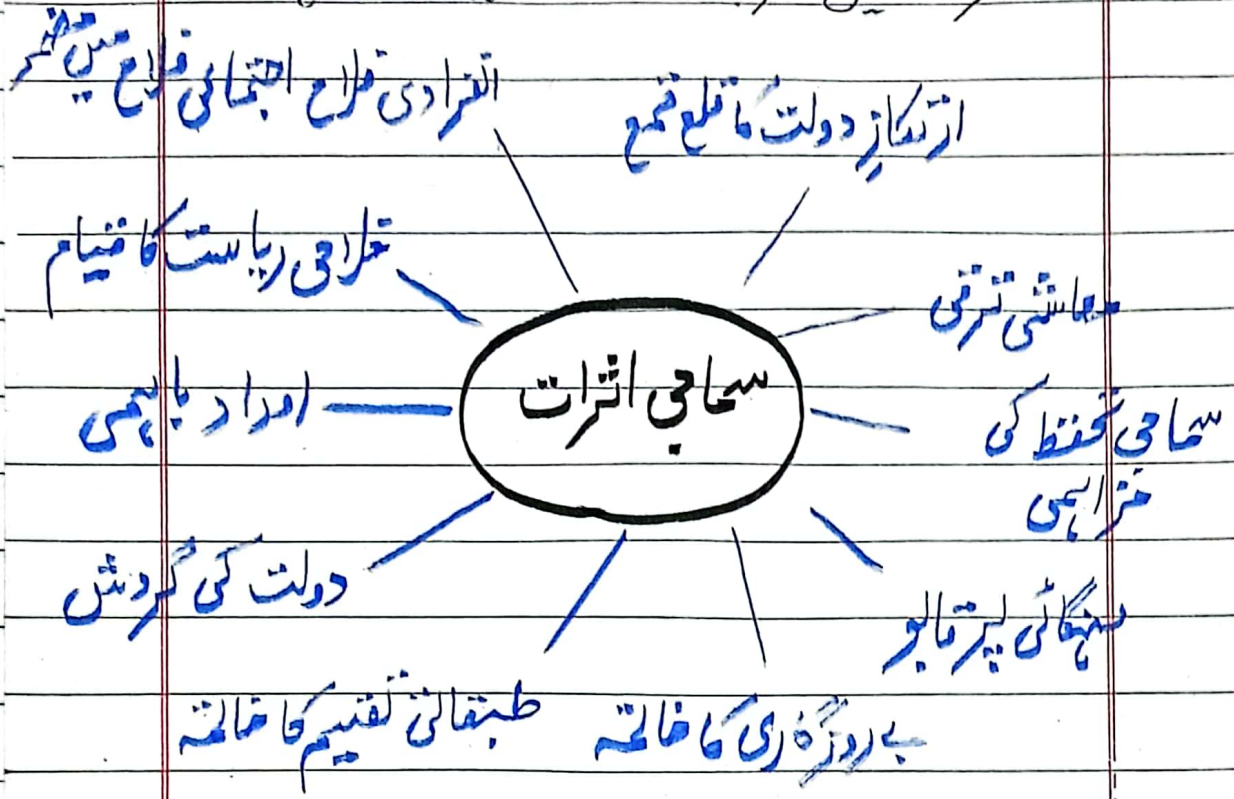 انفرادی فلاح اجتماعی فلاح میں مضمر
ارتکازِ دولت کا قلع قمع
فلاحی ریاست کا قیام
معاشی ترقی
سماجی اثرات
امداد باہمی
سماجی تحفظ کی
فراہمی
دولت کی گردش
مہنگائی پر قابو
طبقاتی تقسیم کا خاتمہ
بے روزگاری کا خاتمہ